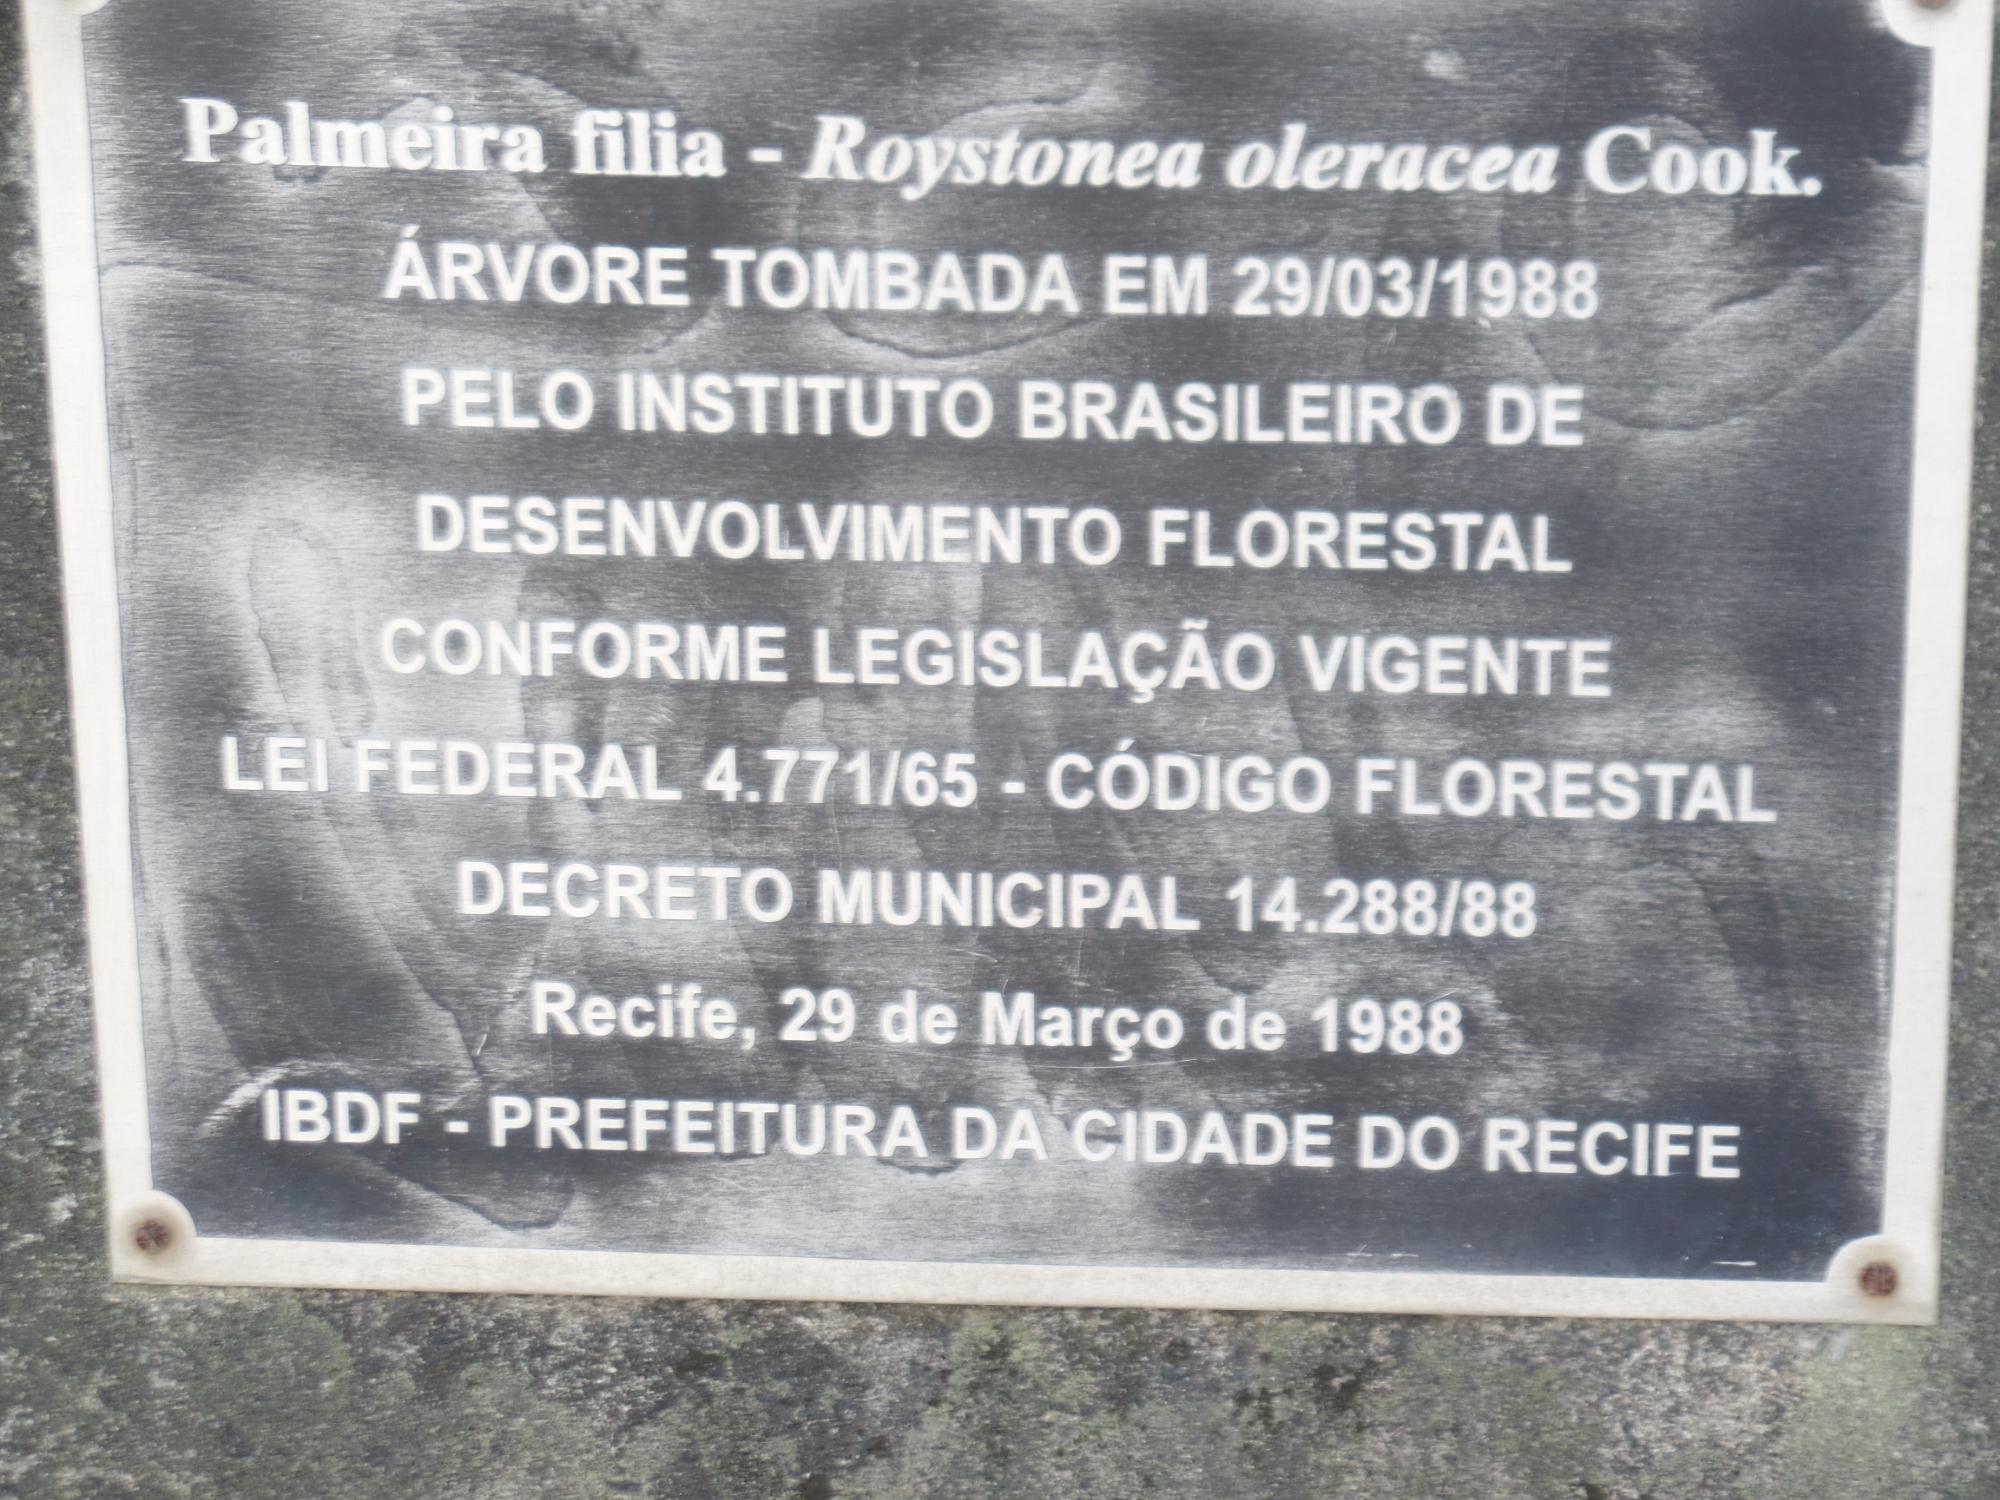 Palmeira filia - Roystonea oleracea Cook.
ÁRVORE TOMBADA EM 29/03/1988
PELO INSTITUTO BRASILEIRO DE
DESENVOLVIMENTO FLORESTAL
CONFORME LEGISLAÇÃO VIGENTE
LEI FEDERAL 4.771/65 - CÓDIGO FLORESTAL
DECRETO MUNICIPAL 14.288/88
Recife, 29 de Março de 1988
IBDF - PREFEITURA DA CIDADE DO RECIFE